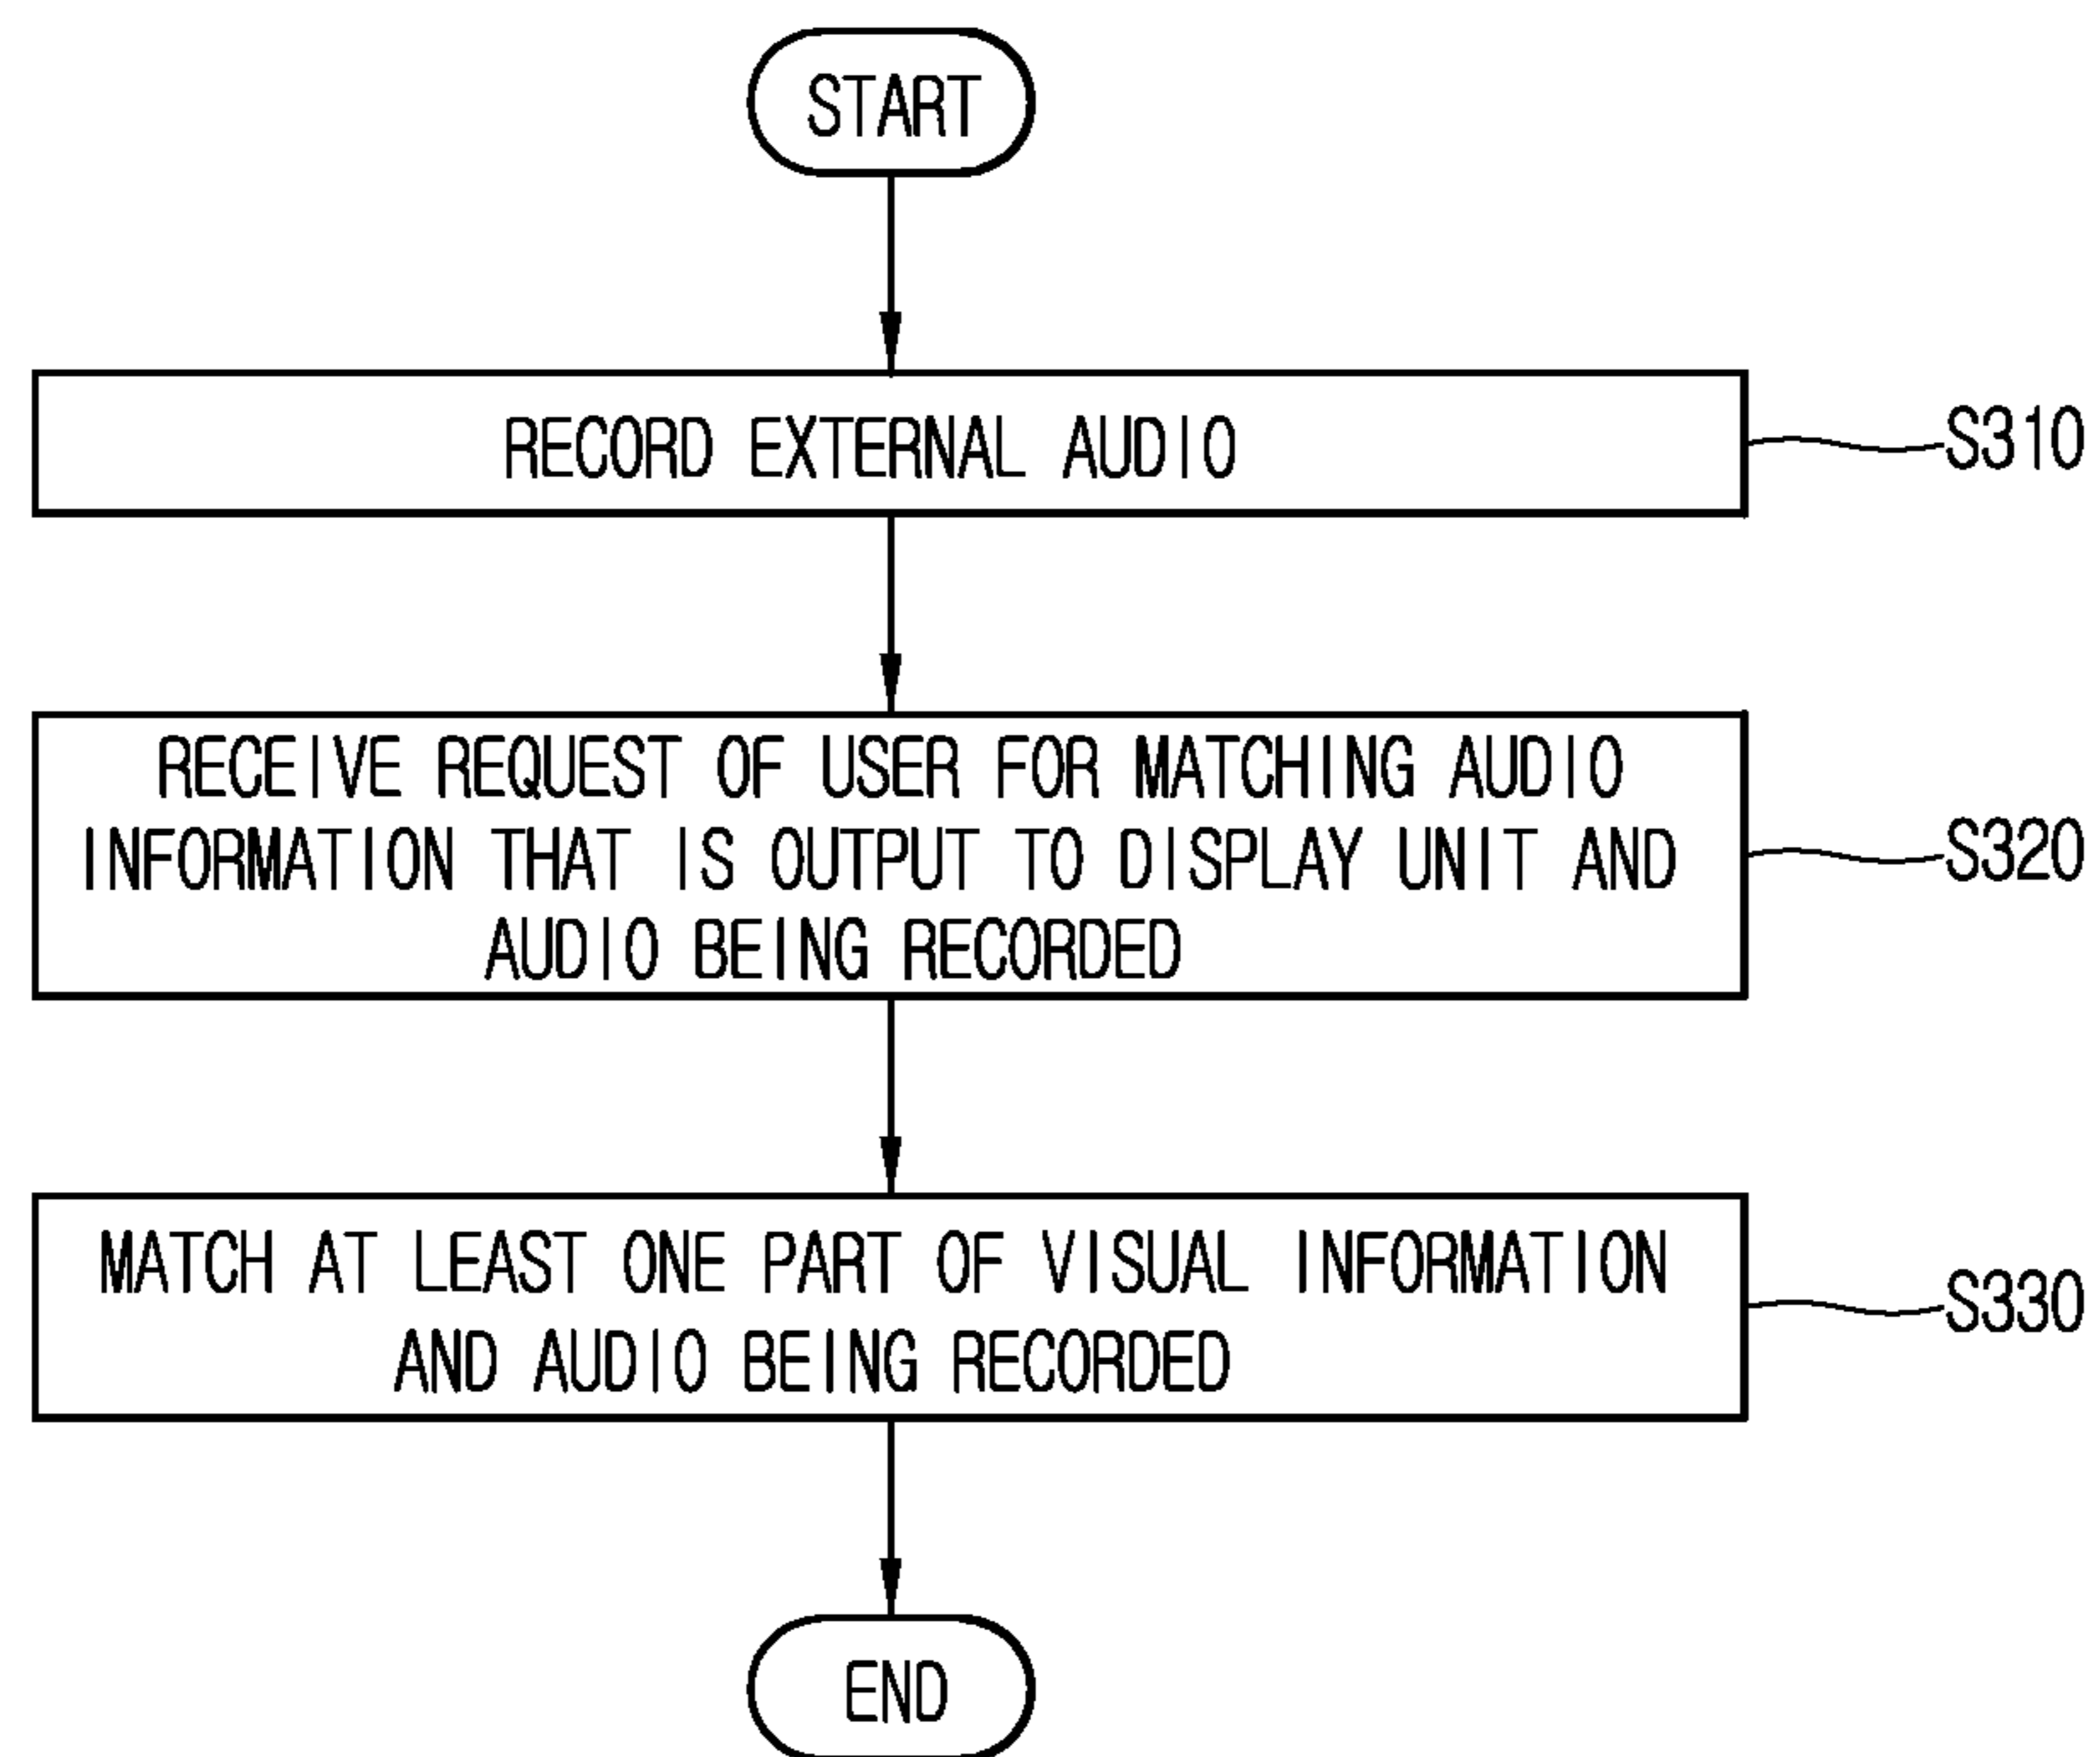 START
RECORD EXTERNAL AUDIO
S310
RECEIVE REQUEST OF USER FOR MATCHING AUDIO
INFORMATION THAT IS OUTPUT TO DISPLAY UNIT AND
AUDIO BEING RECORDED
S320
MATCH AT LEAST ONE PART OF VISUAL INFORMATION
AND AUDIO BEING RECORDED
S330
END